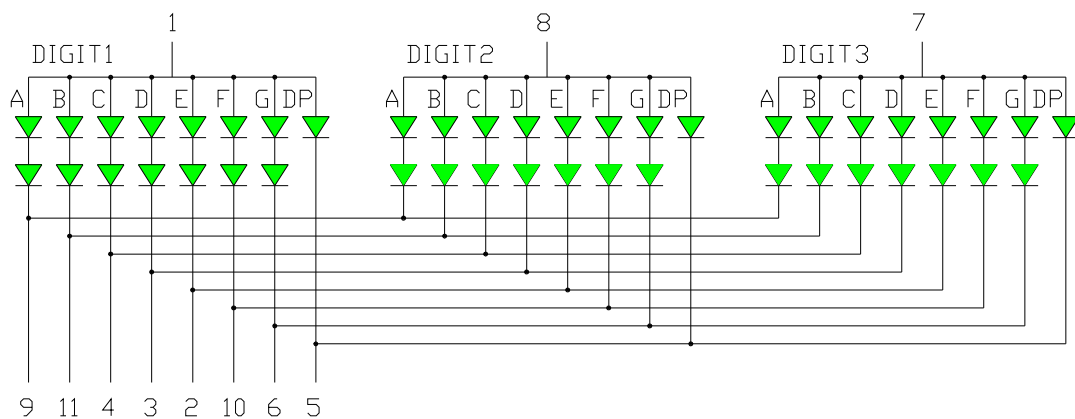 1 8 7
DIGIT1 DIGIT2 DIGIT3
A B C D E F G DP A B C D E F G DP A B C D E F G DP
9 11 4 3 2 10 6 5